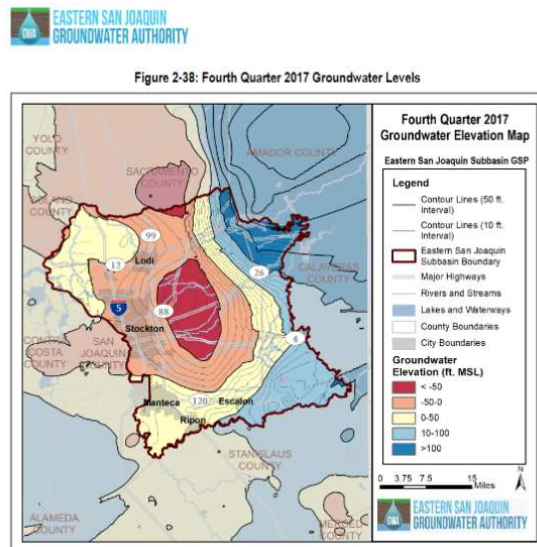 EASTERN SAN JOAQUIN
GROUNDWATER AUTHORITY
Figure 2-38: Fourth Quarter 2017 Groundwater Levels
YOLO
COUNTY
SACRAMENTO
COUNTY
AMADOR COUNTY
SOLANO
COUNTY
99
12
Lodi
26
CALAVERAS
COUNTY
5
88
Stockton
CONTRA
COSTA
COUNTY
SAN
JOAQUIN
COUNTY
4
Manteca
120
Escalon
Ripon
STANISLAUS
COUNTY
ALAMEDA
COUNTY
MERCED
COUNTY
Fourth Quarter 2017
Groundwater Elevation Map
Eastern San Joaquin Subbasin GSP
Legend
Contour Lines (50 ft.
Interval)
Contour Lines (10 ft.
Interval)
Eastern San Joaquin
Subbasin Boundary
Major Highways
Rivers and Streams
Lakes and Waterways
County Boundaries
City Boundaries
Groundwater
Elevation (ft. MSL)
< -50
-50-0
0-50
10-100
>100
0 3.75 7.5 15
Miles
N
EASTERN SAN JOAQUIN
GROUNDWATER AUTHORITY